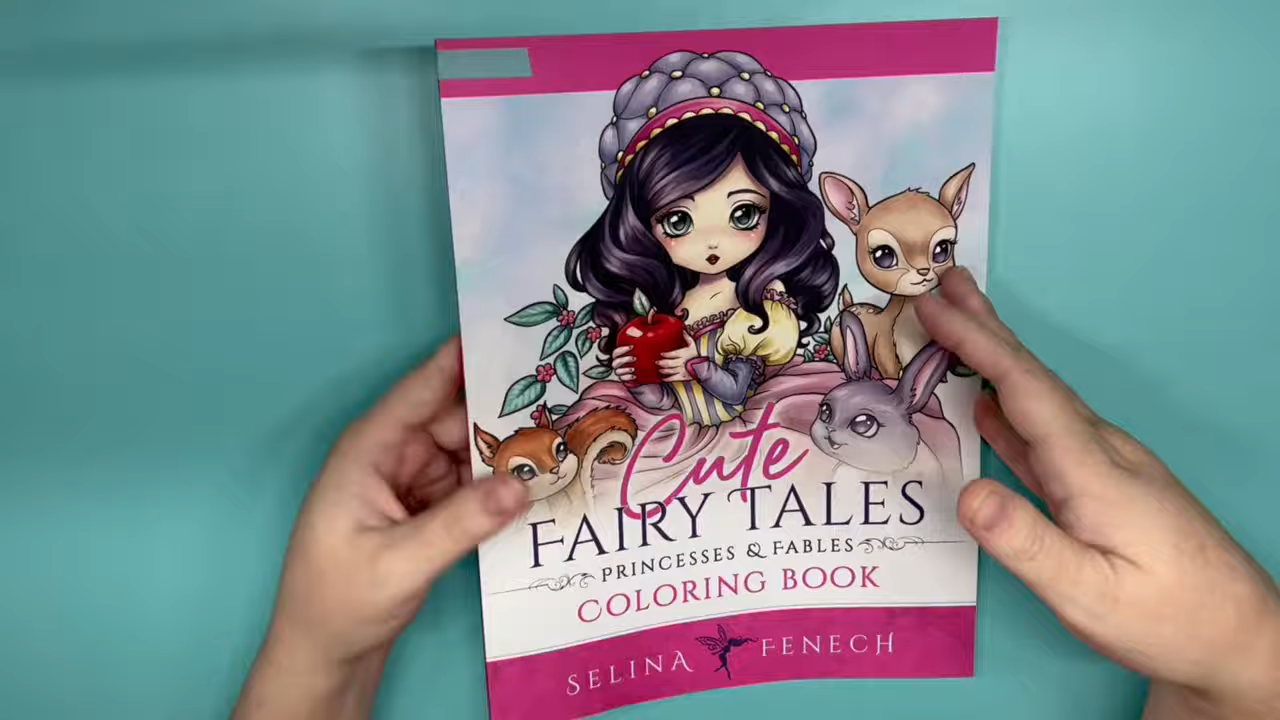 Cute
FAIRY TALES
PRINCESSES & FABLES
COLORING BOOK
SELINA FENECH